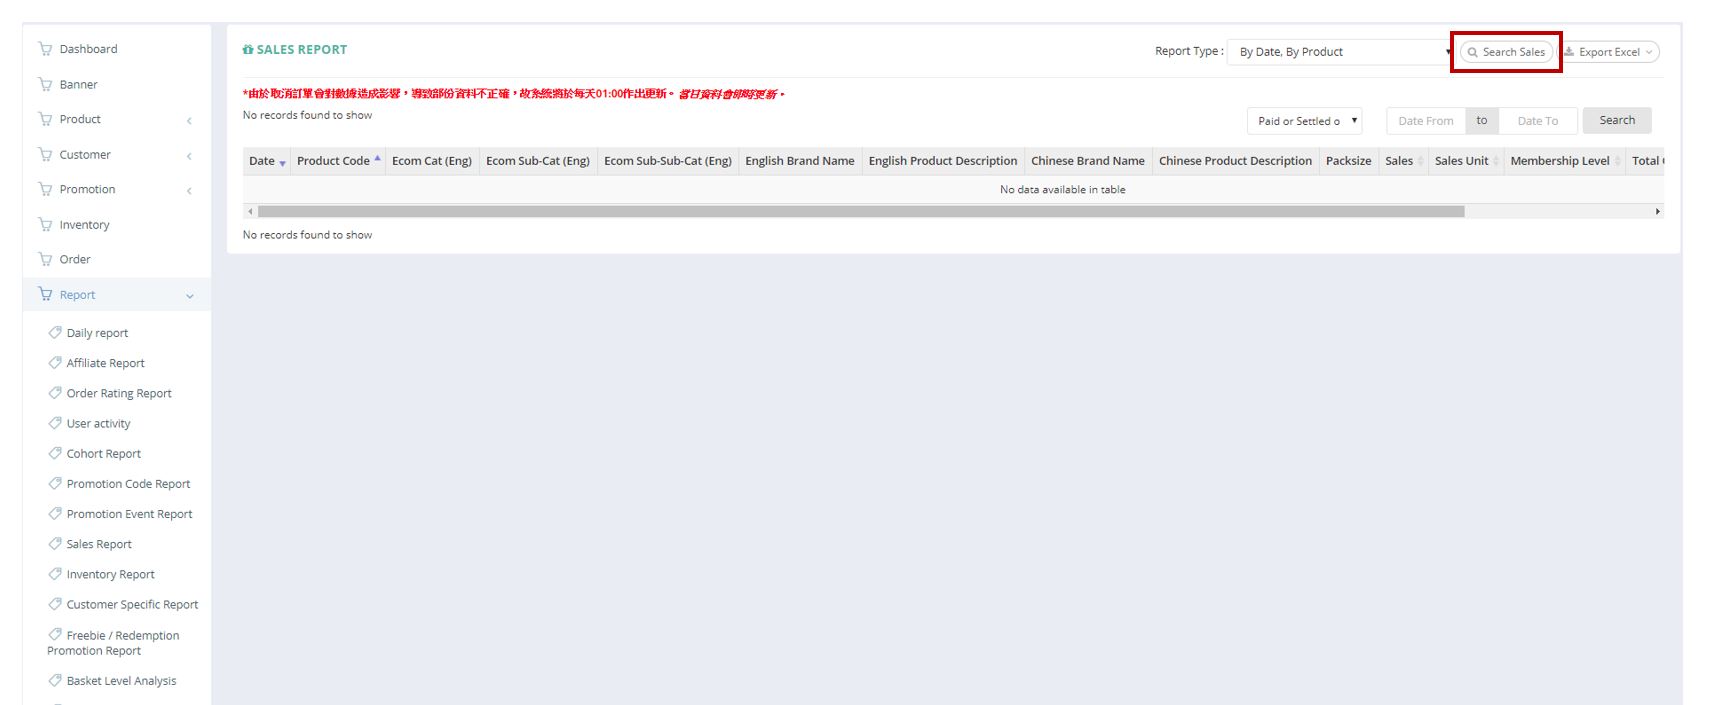 Dashboard
Banner
Product
Customer
Promotion
Inventory
Order
Report
Daily report
Affiliate Report
Order Rating Report
User activity
Cohort Report
Promotion Code Report
Promotion Event Report
Sales Report
Inventory Report
Customer Specific Report
Freebie / Redemption
Promotion Report
Basket Level Analysis
SALES REPORT
Report Type : By Date, By Product Search Sales Export Excel
*由於取消訂單會對數據造成影響，導致部份資料不正確，故系統將於每天01:00作出更新。當日資料會即時更新。
No records found to show
Paid or Settled o Date From to Date To Search
Date Product Code Ecom Cat (Eng) Ecom Sub-Cat (Eng) Ecom Sub-Sub-Cat (Eng) English Brand Name English Product Description Chinese Brand Name Chinese Product Description Packsize Sales Sales Unit Membership Level Total
No data available in table
No records found to show